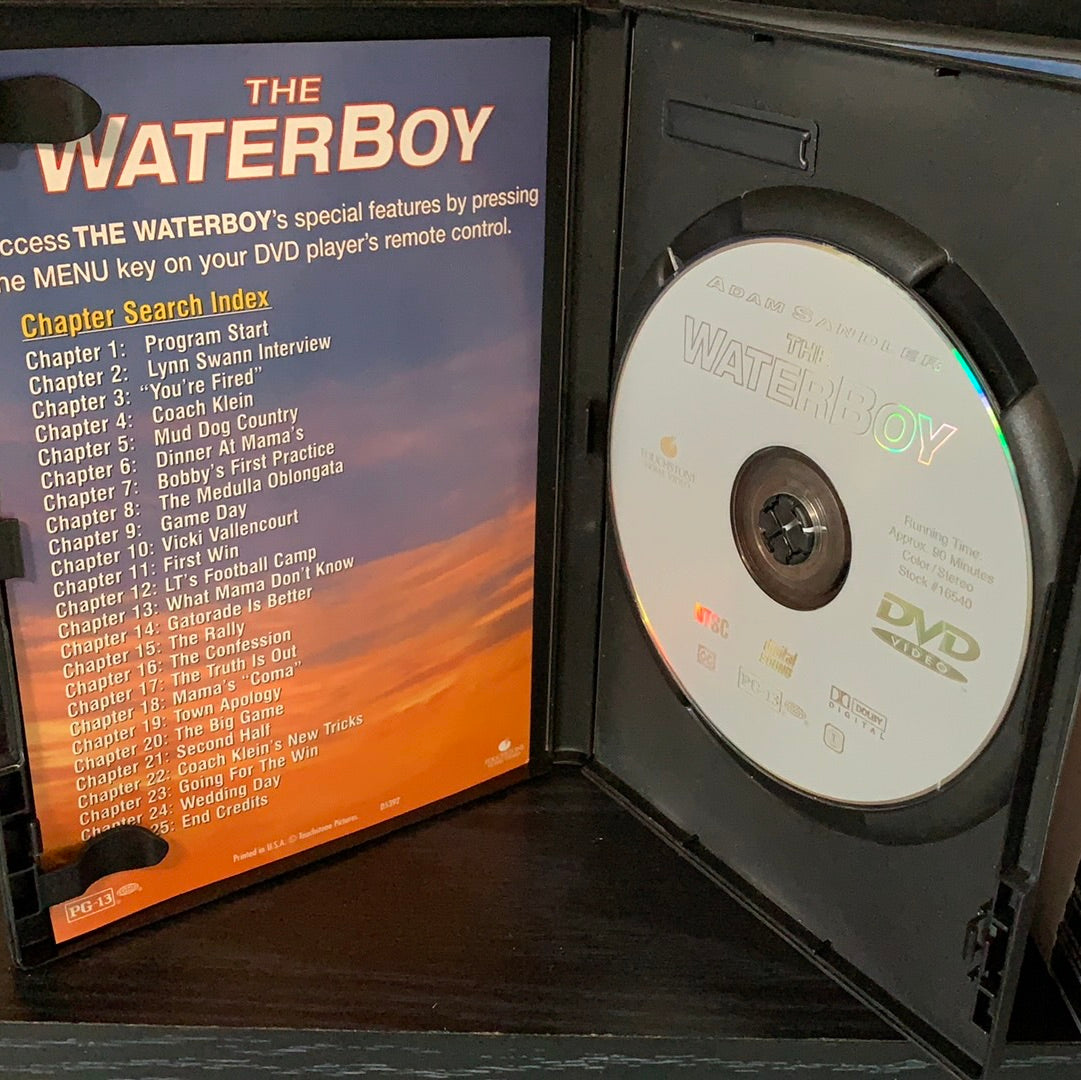 THE
WATERBOY
ccess THE WATERBOY's special features by pressing
he MENU key on your DVD player's remote control.
Chapter Search Index
Chapter 1: Program Start
Chapter 2: Lynn Swann Interview
Chapter 3: "You're Fired"
Chapter 4: Coach Klein
Chapter 5: Mud Dog Country
Chapter 6: Dinner At Mama's
Chapter 7: Bobby's First Practice
Chapter 8: The Medulla Oblongata
Chapter 9: Game Day
Chapter 10: Vicki Vallencourt
Chapter 11: First Win
Chapter 12: LT's Football Camp
Chapter 13: What Mama Don't Know
Chapter 14: Gatorade Is Better
Chapter 15: The Rally
Chapter 16: The Confession
Chapter 17: The Truth Is Out
Chapter 18: Mama's "Coma"
Chapter 19: Town Apology
Chapter 20: The Big Game
Chapter 21: Second Half
Chapter 22: Coach Klein's New Tricks
Chapter 23: Going For The Win
Chapter 24: Wedding Day
25: End Credits
Printed in U.S.A. © Touchstone Pictures
PG-13
ADAM SANDLER
THE
WATERBOY
TOUCHSTONE
HOME VIDEO
Running Time:
Approx. 90 Minutes
Color/Stereo
Stock #16540
DVD
VIDEO
NTSC
CC
PG-13
DOLBY
DIGITAL
1